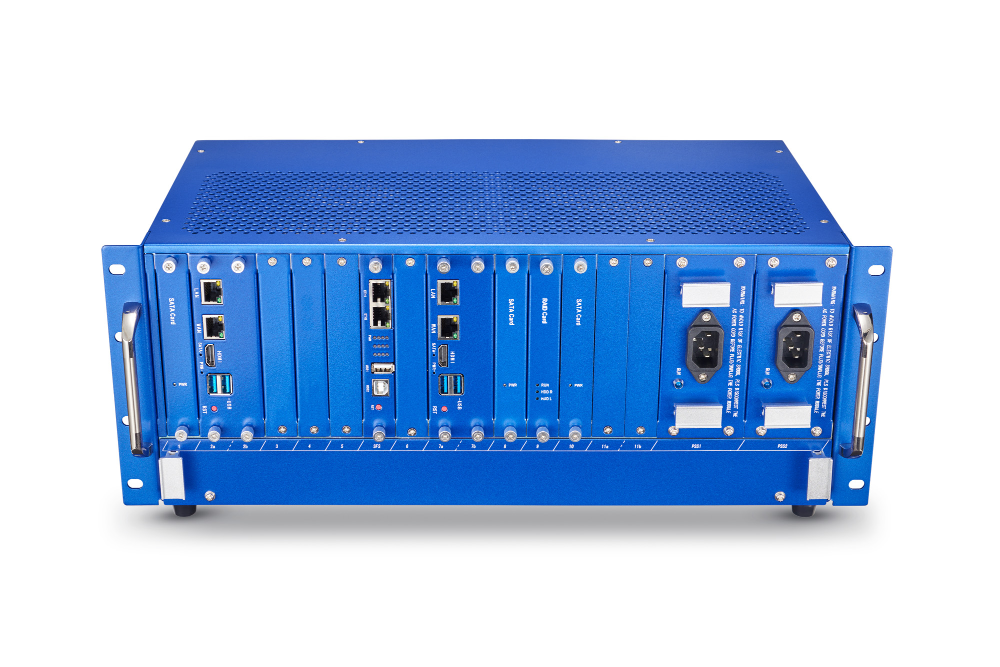 SATA Card
PWR
LAN
WAN
SATA-
HDMI
PWR-
-USB
RST
ETH1
ETH2
PWR
USB1
USB2
RST
LAN
WAN
SATA-
HDMI
PWR-
-USB
RST
SATA Card
PWR
RAID Card
RUN
HDD R
HDD L
SATA Card
PWR
WARNNING: TO AVOID RISK OF ELECTRIC SHOOK, PLS DISCONNECT THE
AC POWER CORD BEFORE PLUG/UNPLUG THE POWER MODULE
RUN
WARNNING: TO AVOID RISK OF ELECTRIC SHOOK, PLS DISCONNECT THE
AC POWER CORD BEFORE PLUG/UNPLUG THE POWER MODULE
RUN
1 2a 2b 3 4 5 SFS 6 7a 7b 8 9 10 11a 11b PSS1 PSS2